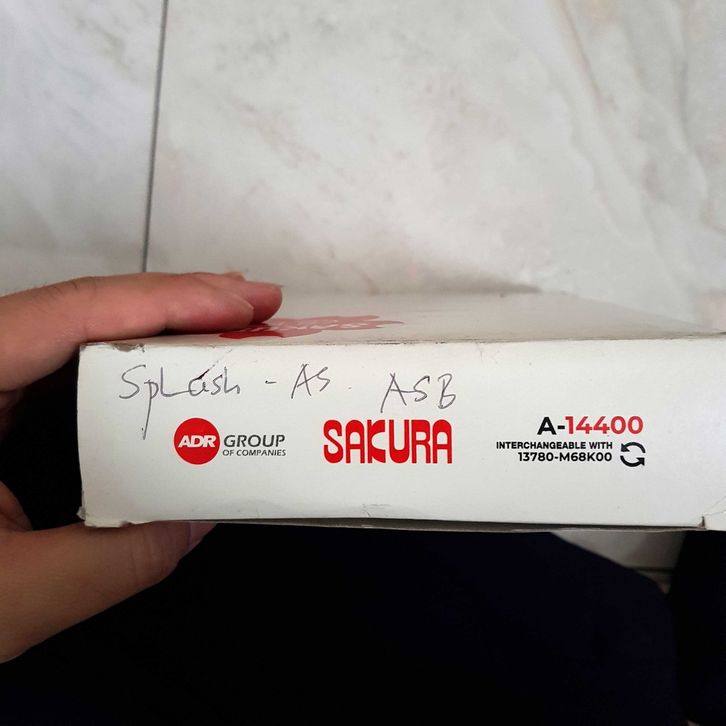 SpLash - AS. ASB
ADR GROUP
OF COMPANIES
SAKURA
A-14400
INTERCHANGEABLE WITH
13780-M68K00